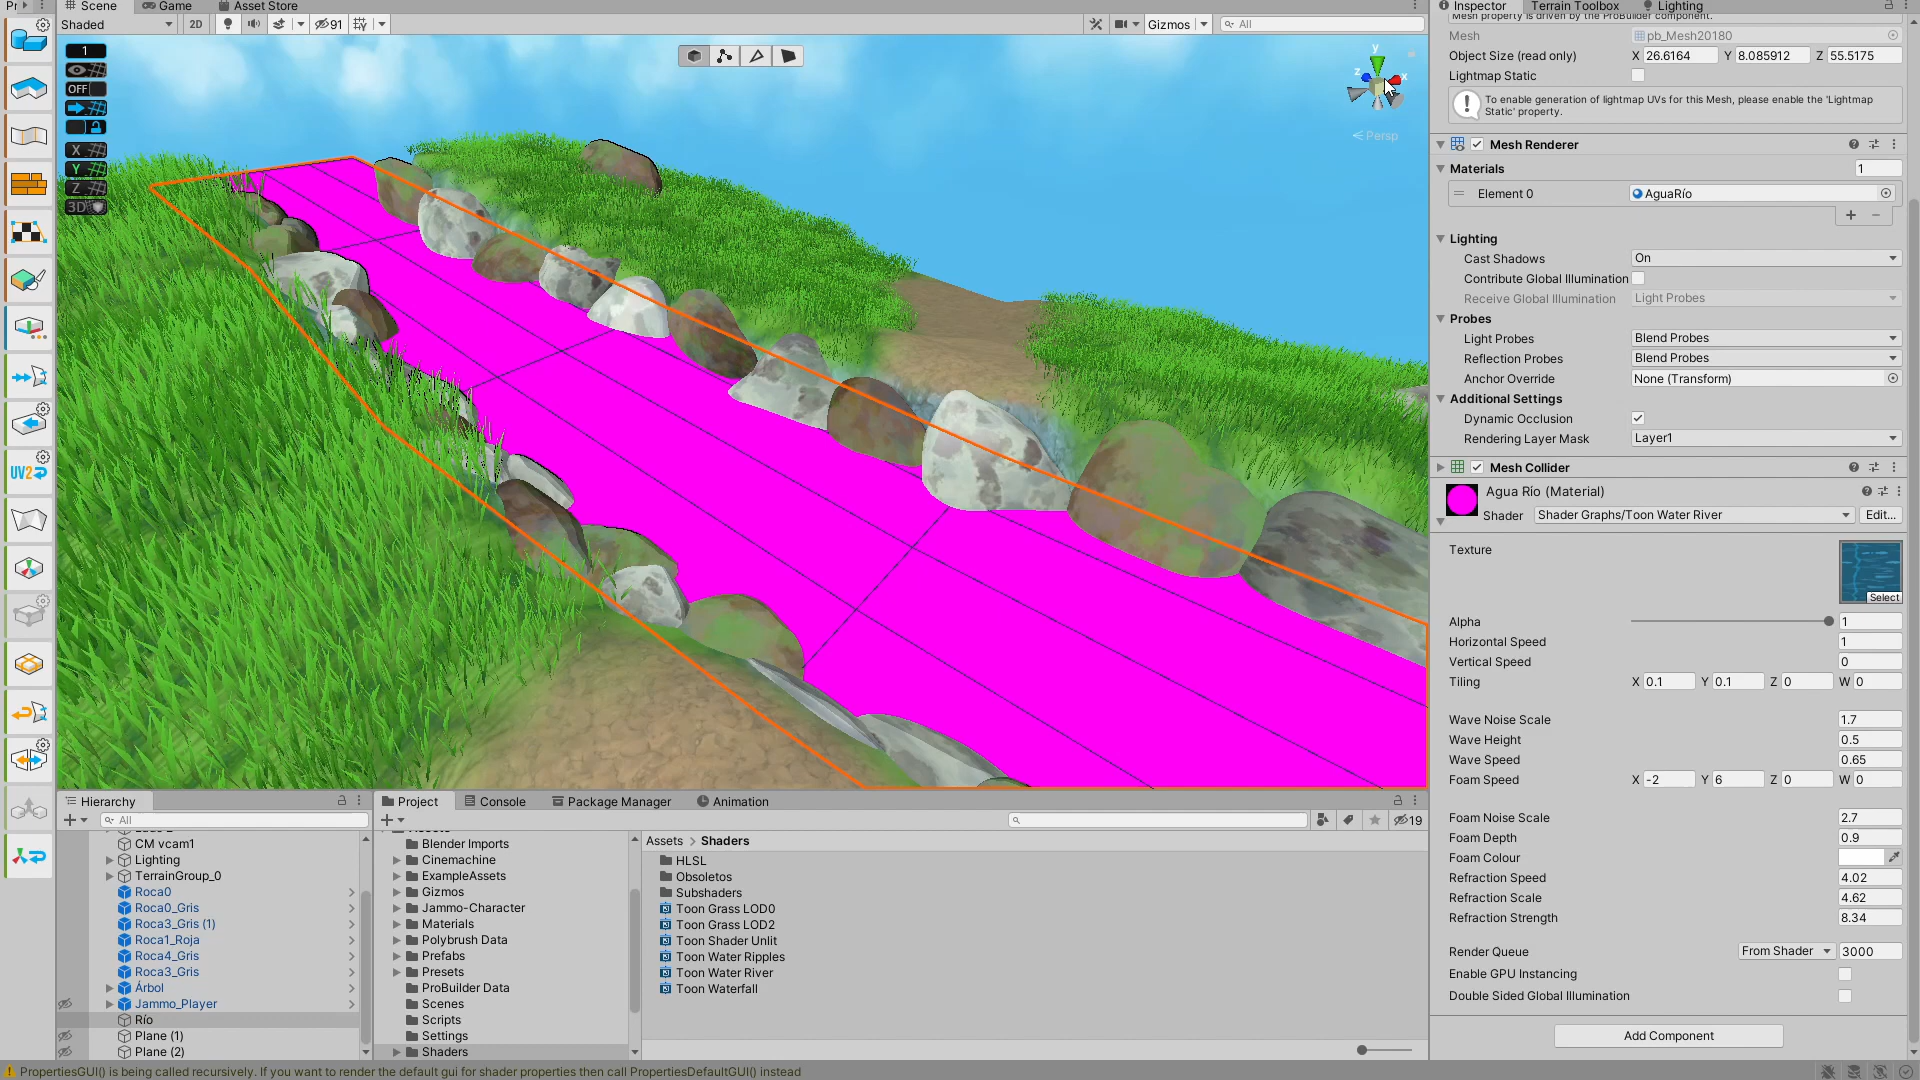 Pr
Scene
Game
Asset Store
Inspector
Terrain Toolbox
Lighting
Shaded
2D
91
Gizmos
All
1
OFF
X
Y
Z
3D
UV2
y
z
x
Persp
Mesh property is driven by the ProBuilder component.
Mesh
pb_Mesh20180
Object Size (read only)
X 26.6164 Y 8.085912 Z 55.5175
Lightmap Static
To enable generation of lightmap UVs for this Mesh, please enable the 'Lightmap
Static' property.
Mesh Renderer
Materials
1
Element 0
AguaRío
Lighting
Cast Shadows
On
Contribute Global Illumination
Receive Global Illumination
Light Probes
Probes
Light Probes
Blend Probes
Reflection Probes
Blend Probes
Anchor Override
None (Transform)
Additional Settings
Dynamic Occlusion
Rendering Layer Mask
Layer1
Mesh Collider
Agua Río (Material)
Shader
Shader Graphs/Toon Water River
Edit...
Texture
Select
Alpha
1
Horizontal Speed
1
Vertical Speed
0
Tiling
X 0.1 Y 0.1 Z 0 W 0
Wave Noise Scale
1.7
Wave Height
0.5
Wave Speed
0.65
Foam Speed
X -2 Y 6 Z 0 W 0
Foam Noise Scale
2.7
Foam Depth
0.9
Foam Colour
Refraction Speed
4.02
Refraction Scale
4.62
Refraction Strength
8.34
Render Queue
From Shader
3000
Enable GPU Instancing
Double Sided Global Illumination
Add Component
Hierarchy
All
CM vcam1
Lighting
TerrainGroup_0
Roca0
Roca0_Gris
Roca3_Gris (1)
Roca1_Roja
Roca4_Gris
Roca3_Gris
Árbol
Jammo_Player
Río
Plane (1)
Plane (2)
Project
Console
Package Manager
Animation
19
Assets
Blender Imports
Cinemachine
ExampleAssets
Gizmos
Jammo-Character
Materials
Polybrush Data
Prefabs
Presets
ProBuilder Data
Scenes
Scripts
Settings
Shaders
Assets > Shaders
HLSL
Obsoletos
Subshaders
Toon Grass LOD0
Toon Grass LOD2
Toon Shader Unlit
Toon Water Ripples
Toon Water River
Toon Waterfall
PropertiesGUI() is being called recursively. If you want to render the default gui for shader properties then call PropertiesDefaultGUI() instead